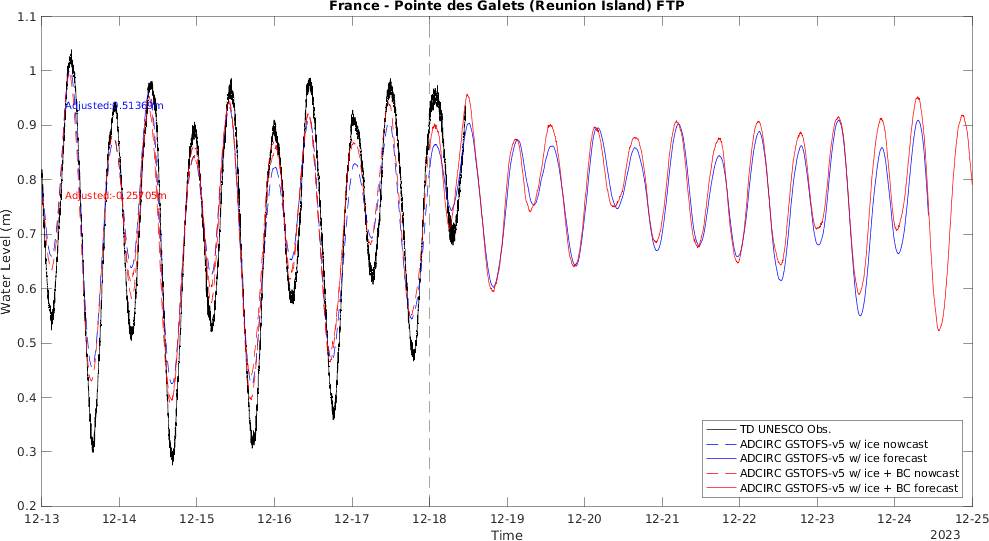 France - Pointe des Galets (Reunion Island) FTP
1.1
1
0.9
0.8
0.7
0.6
0.5
0.4
0.3
0.2
Water Level (m)
Adjusted:-0.25705m
TD UNESCO Obs.
ADCIRC GSTOFS-v5 w/ ice nowcast
ADCIRC GSTOFS-v5 w/ ice forecast
ADCIRC GSTOFS-v5 w/ ice + BC nowcast
ADCIRC GSTOFS-v5 w/ ice + BC forecast
12-13 12-14 12-15 12-16 12-17 12-18 12-19 12-20 12-21 12-22 12-23 12-24 12-25
Time
2023